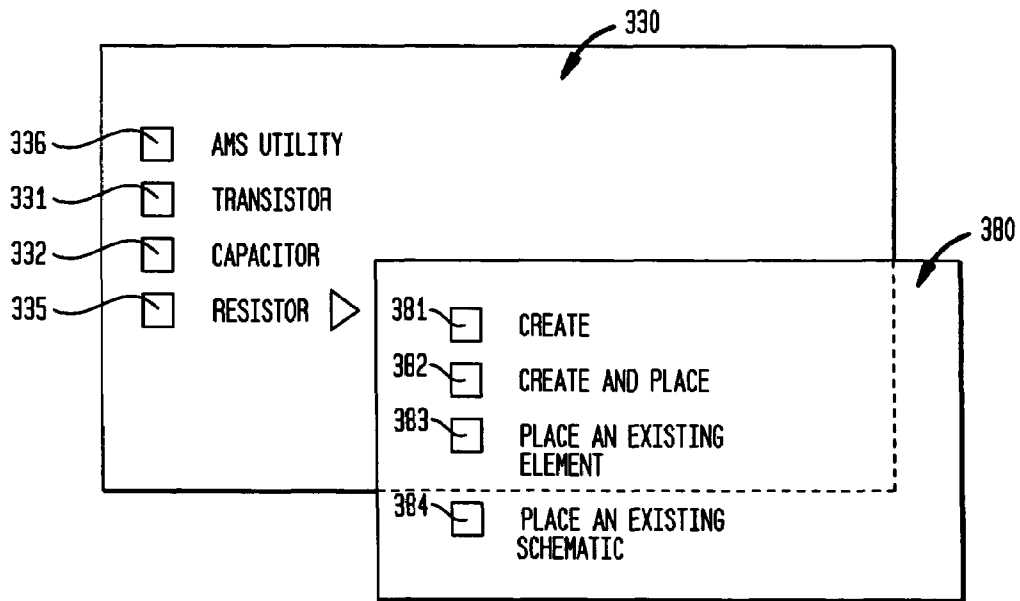 330
336 AMS UTILITY
331 TRANSISTOR
332 CAPACITOR
380
335 RESISTOR
381 CREATE
382 CREATE AND PLACE
383 PLACE AN EXISTING
ELEMENT
384 PLACE AN EXISTING
SCHEMATIC